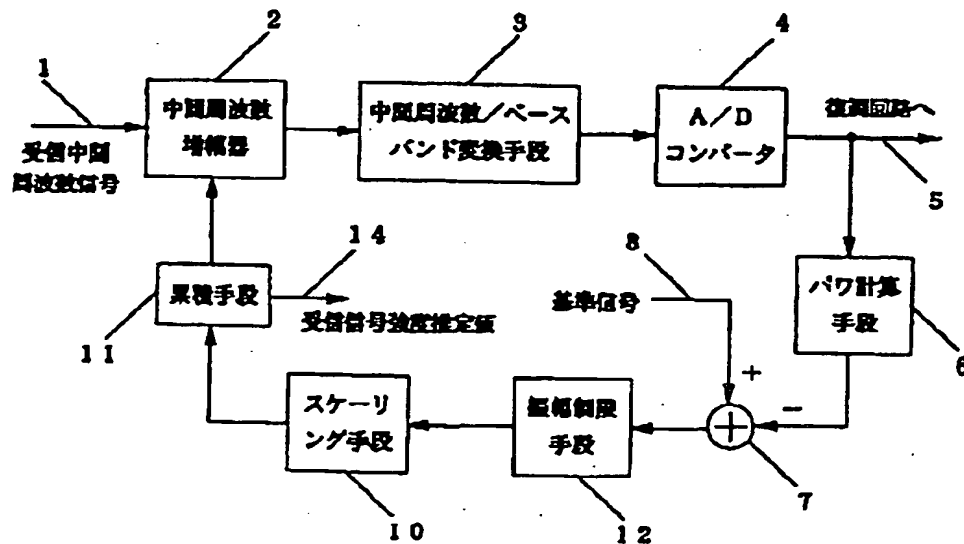 1
2
3
4
受信中間
周波数信号
中間周波数
増幅器
中間周波数/ベース
バンド変換手段
A/D
コンバータ
復調回路へ
5
14
8
累積手段
11
受信信号強度推定値
基準信号
パワ計算
手段
6
+
−
7
スケーリ
ング手段
10
振幅制限
手段
12